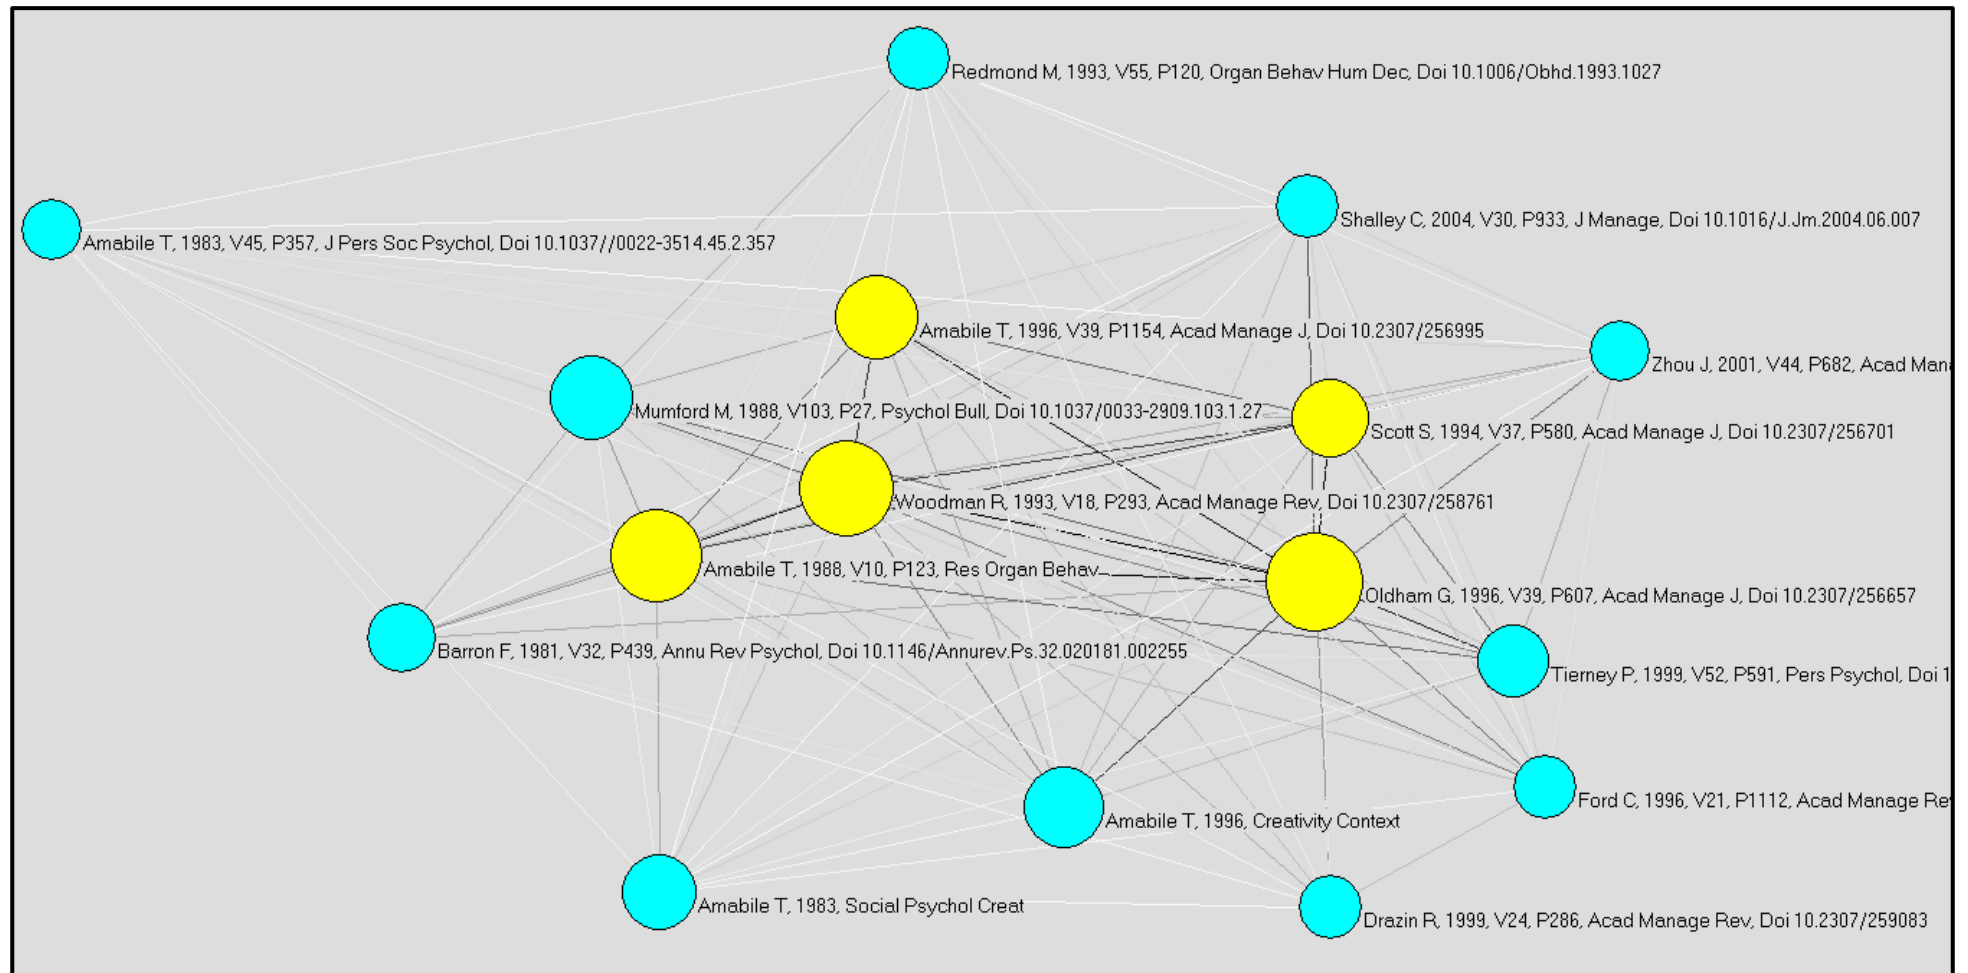 Redmond M, 1993, V55, P120, Organ Behav Hum Dec, Doi 10.1006/Obhd.1993.1027
Shalley C, 2004, V30, P933, J Manage, Doi 10.1016/J.Jm.2004.06.007
Amabile T, 1983, V45, P357, J Pers Soc Psychol, Doi 10.1037//0022-3514.45.2.357
Amabile T, 1996, V39, P1154, Acad Manage J, Doi 10.2307/256995
Zhou J, 2001, V44, P682, Acad Mana
Mumford M, 1988, V103, P27, Psychol Bull, Doi 10.1037/0033-2909.103.1.27
Scott S, 1994, V37, P580, Acad Manage J, Doi 10.2307/256701
Woodman R, 1993, V18, P293, Acad Manage Rev, Doi 10.2307/258761
Amabile T, 1988, V10, P123, Res Organ Behav
Oldham G, 1996, V39, P607, Acad Manage J, Doi 10.2307/256657
Barron F, 1981, V32, P439, Annu Rev Psychol, Doi 10.1146/Annurev.Ps.32.020181.002255
Tierney P, 1999, V52, P591, Pers Psychol, Doi 1
Ford C, 1996, V21, P1112, Acad Manage Re
Amabile T, 1996, Creativity Context
Amabile T, 1983, Social Psychol Creat
Drazin R, 1999, V24, P286, Acad Manage Rev, Doi 10.2307/259083